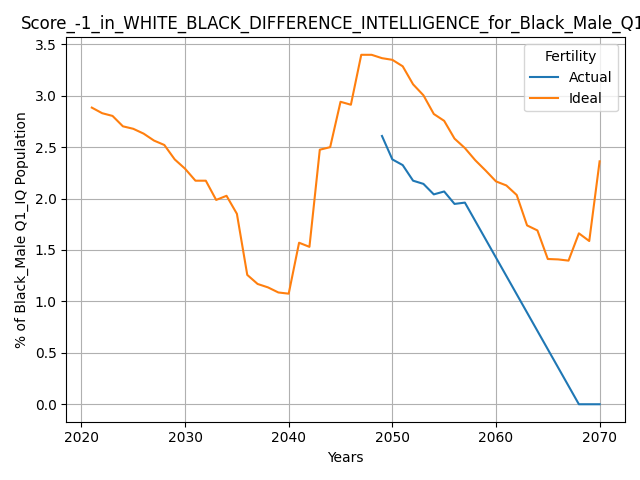 Score_-1_in_WHITE_BLACK_DIFFERENCE_INTELLIGENCE_for_Black_Male_Q1
3.5
3.0
2.5
2.0
1.5
1.0
0.5
0.0
% of Black_Male Q1_IQ Population
Fertility
Actual
Ideal
2020 2030 2040 2050 2060 2070
Years